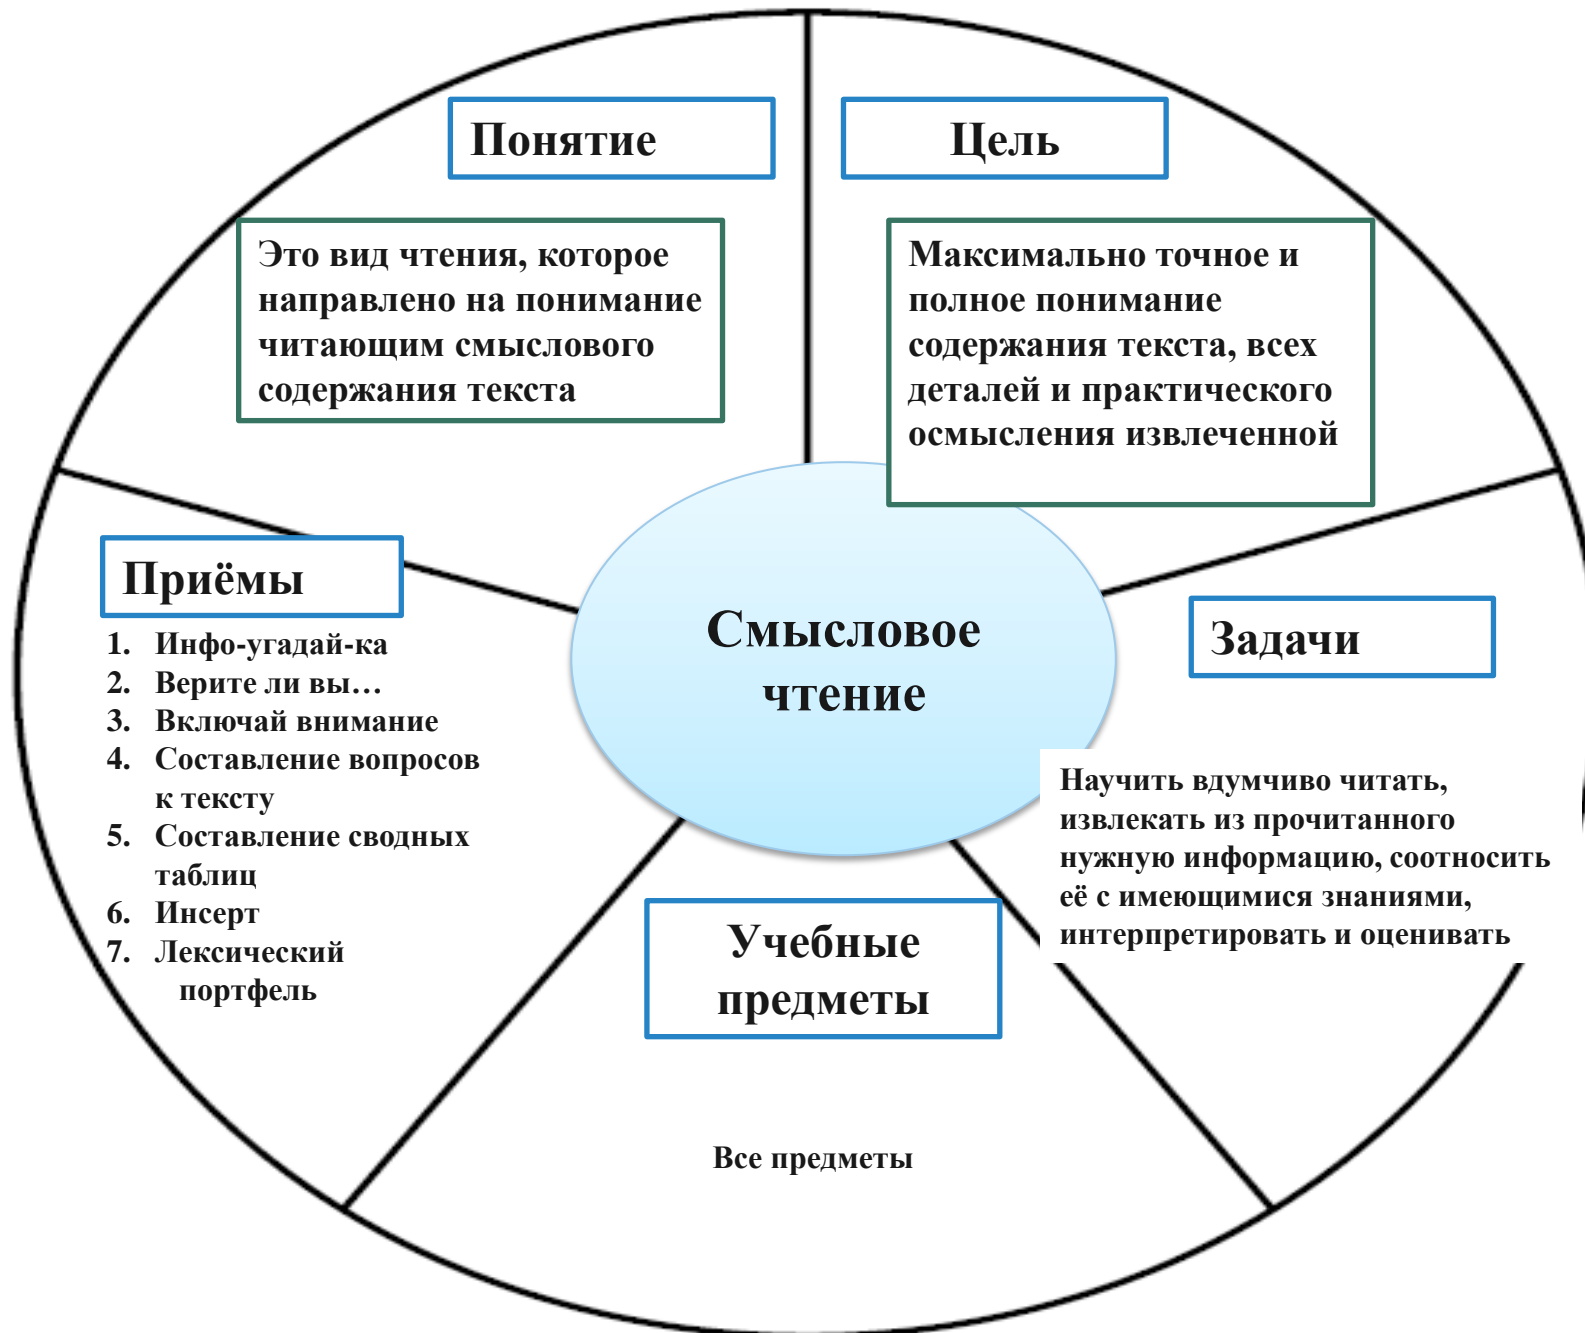 Понятие
Это вид чтения, которое
направлено на понимание
читающим смыслового
содержания текста
Цель
Максимально точное и
полное понимание
содержания текста, всех
деталей и практического
осмысления извлеченной
Приёмы
1. Инфо-угадай-ка
2. Верите ли вы…
3. Включай внимание
4. Составление вопросов
к тексту
5. Составление сводных
таблиц
6. Инсерт
7. Лексический
портфель
Смысловое
чтение
Задачи
Научить вдумчиво читать,
извлекать из прочитанного
нужную информацию, соотносить
её с имеющимися знаниями,
интерпретировать и оценивать
Учебные
предметы
Все предметы